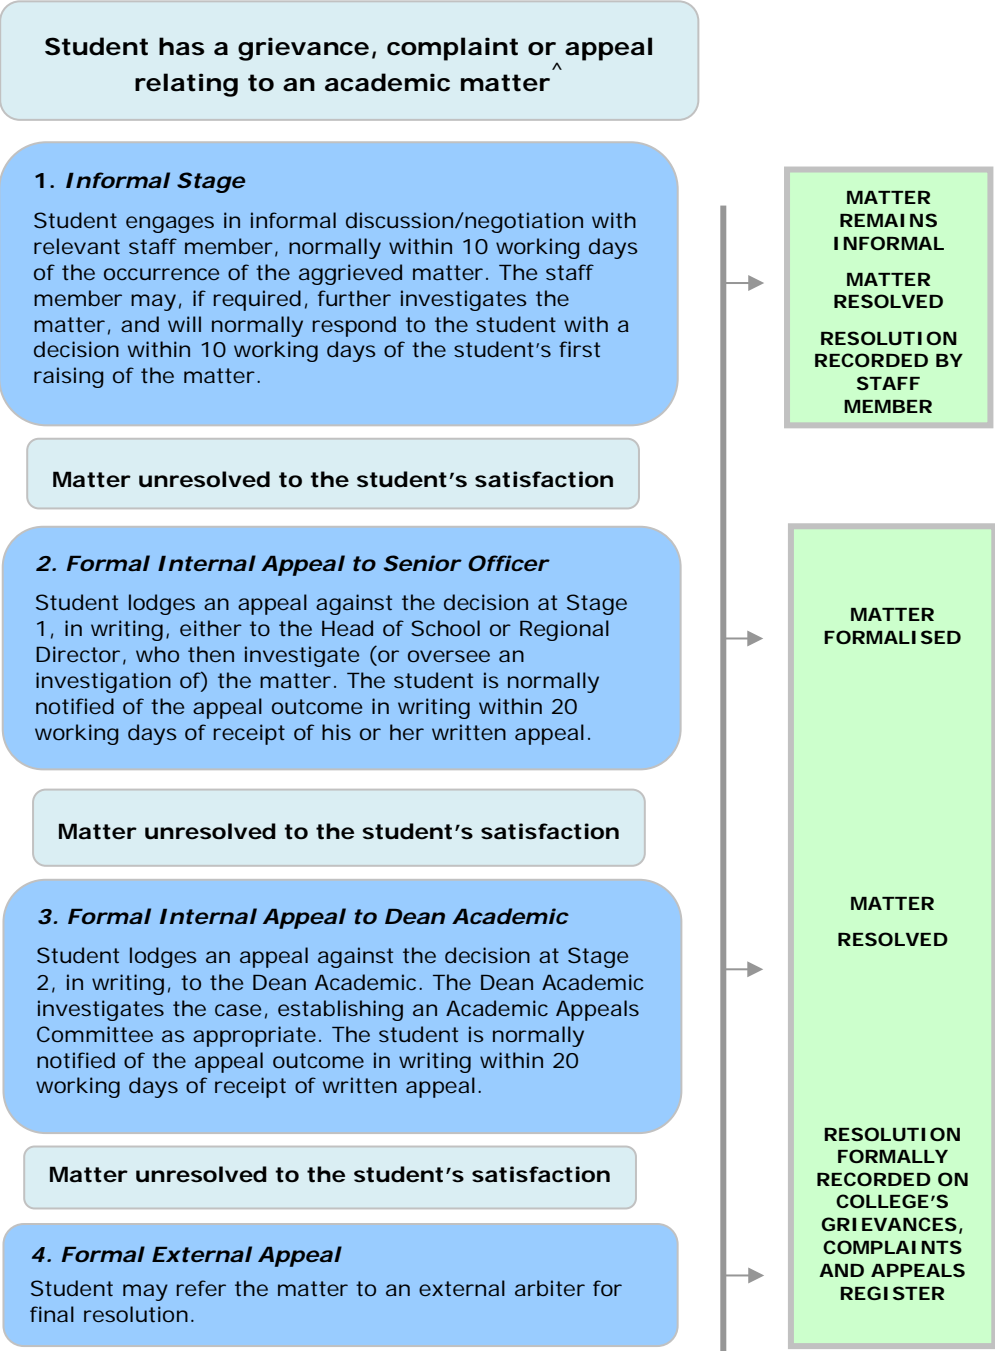 Student has a grievance, complaint or appeal
relating to an academic matter^
1. Informal Stage
Student engages in informal discussion/negotiation with
relevant staff member, normally within 10 working days
of the occurrence of the aggrieved matter. The staff
member may, if required, further investigates the
matter, and will normally respond to the student with a
decision within 10 working days of the student's first
raising of the matter.
MATTER
REMAINS
INFORMAL
MATTER
RESOLVED
RESOLUTION
RECORDED BY
STAFF
MEMBER
Matter unresolved to the student's satisfaction
2. Formal Internal Appeal to Senior Officer
Student lodges an appeal against the decision at Stage
1, in writing, either to the Head of School or Regional
Director, who then investigate (or oversee an
investigation of) the matter. The student is normally
notified of the appeal outcome in writing within 20
working days of receipt of his or her written appeal.
MATTER
FORMALISED
Matter unresolved to the student's satisfaction
3. Formal Internal Appeal to Dean Academic
Student lodges an appeal against the decision at Stage
2, in writing, to the Dean Academic. The Dean Academic
investigates the case, establishing an Academic Appeals
Committee as appropriate. The student is normally
notified of the appeal outcome in writing within 20
working days of receipt of written appeal.
MATTER
RESOLVED
Matter unresolved to the student's satisfaction
4. Formal External Appeal
Student may refer the matter to an external arbiter for
final resolution.
RESOLUTION
FORMALLY
RECORDED ON
COLLEGE'S
GRIEVANCES,
COMPLAINTS
AND APPEALS
REGISTER